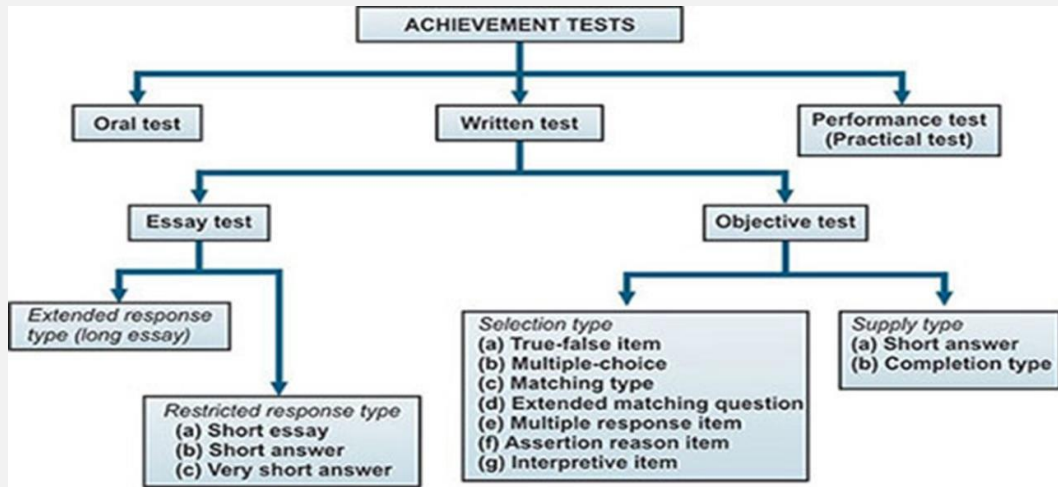 ACHIEVEMENT TESTS
Oral test
Written test
Performance test
(Practical test)
Essay test
Objective test
Extended response
type (long essay)
Restricted response type
(a) Short essay
(b) Short answer
(c) Very short answer
Selection type
(a) True-false item
(b) Multiple-choice
(c) Matching type
(d) Extended matching question
(e) Multiple response item
(f) Assertion reason item
(g) Interpretive item
Supply type
(a) Short answer
(b) Completion type